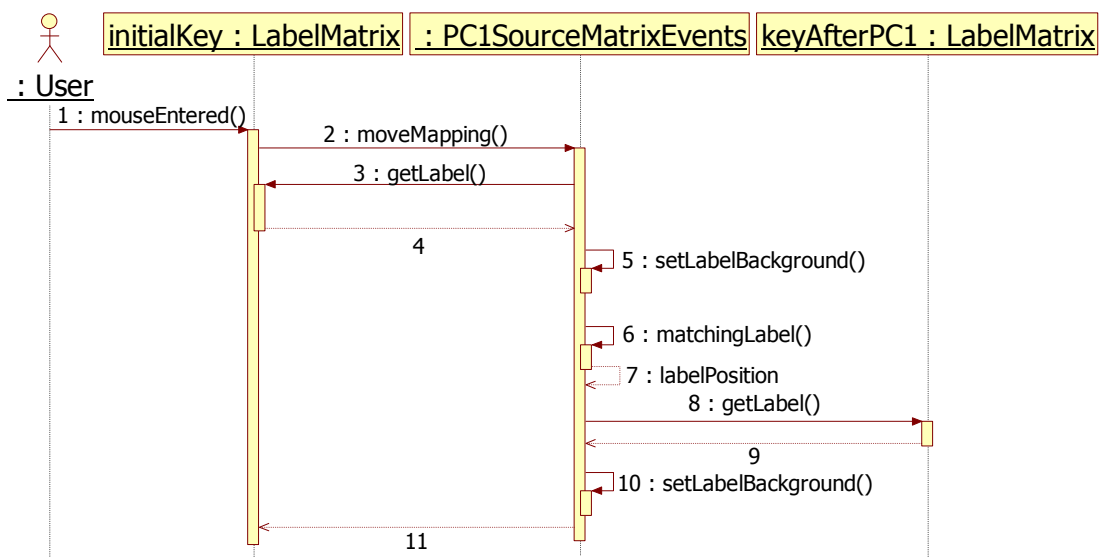 initialKey : LabelMatrix
: PC1SourceMatrixEvents
keyAfterPC1 : LabelMatrix
: User
1 : mouseEntered()
2 : moveMapping()
3 : getLabel()
4
5 : setLabelBackground()
6 : matchingLabel()
7 : labelPosition
8 : getLabel()
9
10 : setLabelBackground()
11